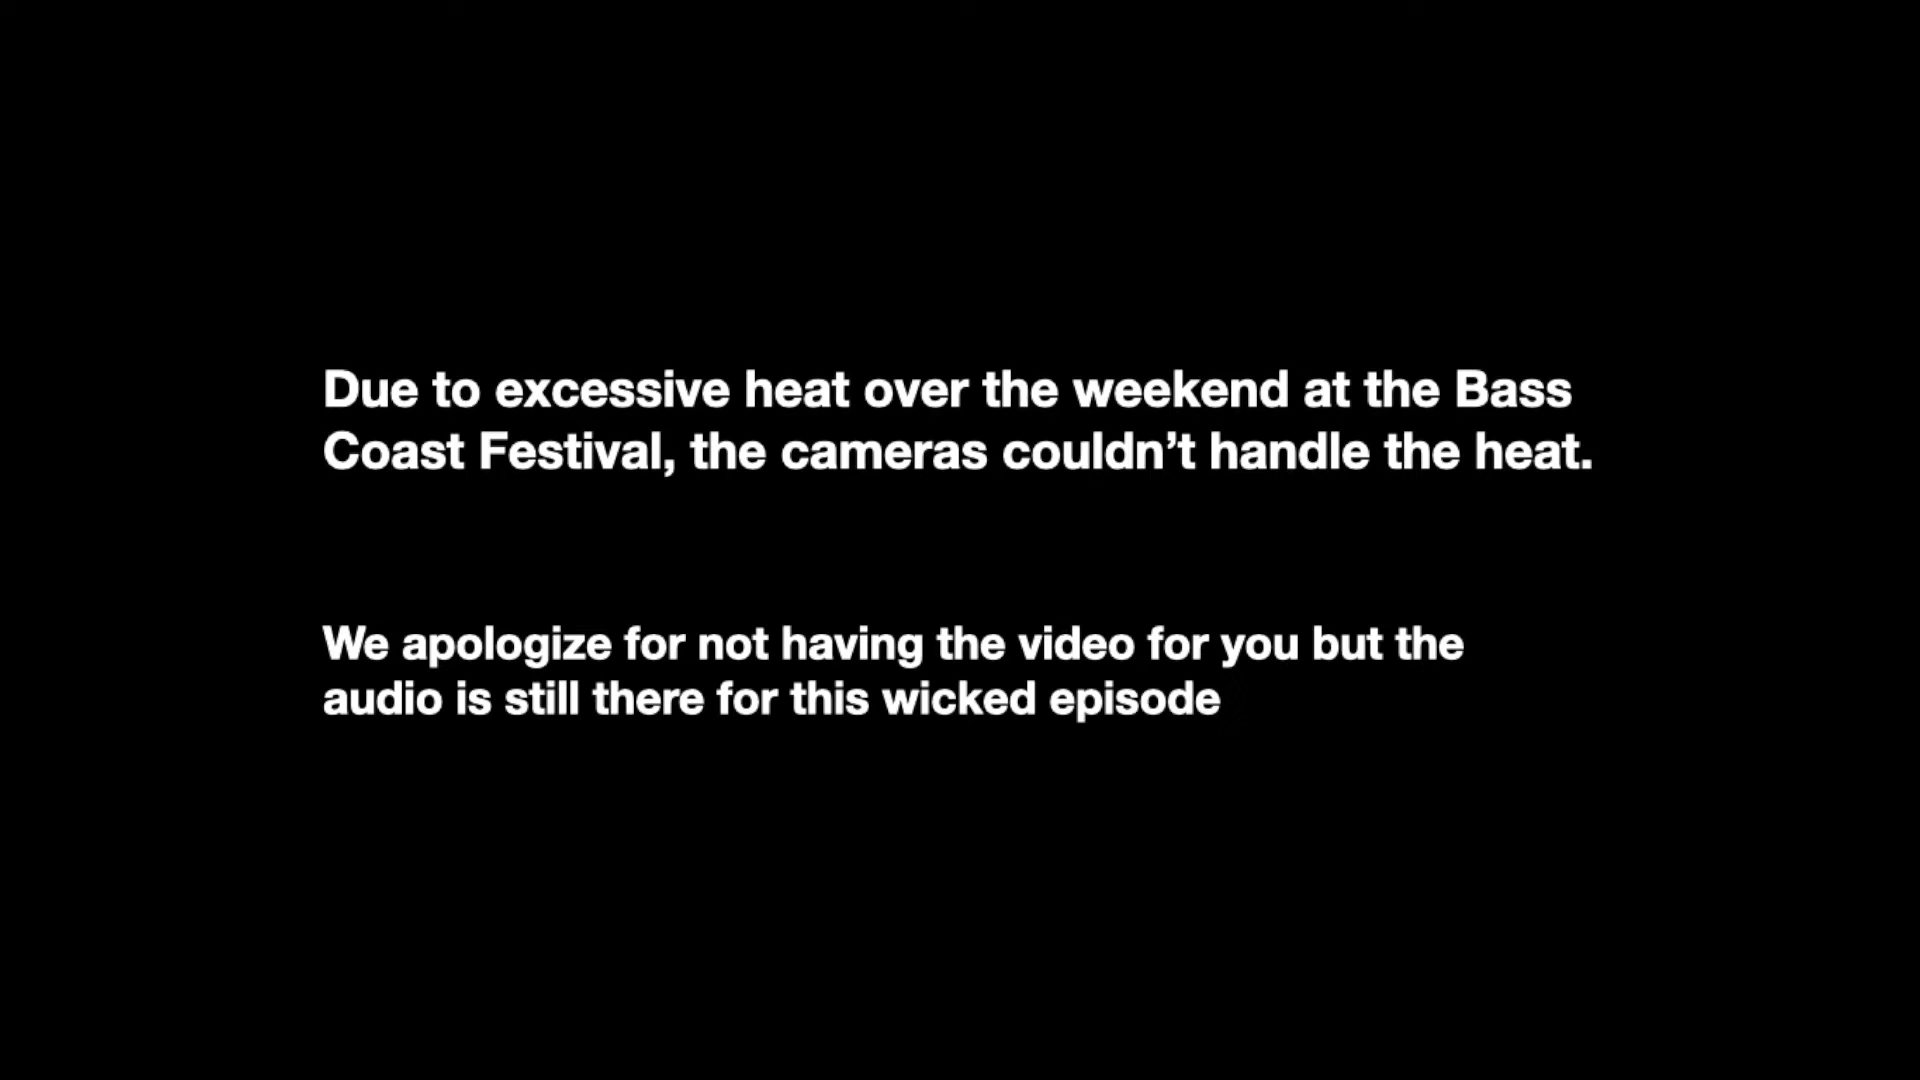 Due to excessive heat over the weekend at the Bass
Coast Festival, the cameras couldn’t handle the heat.
We apologize for not having the video for you but the
audio is still there for this wicked episode